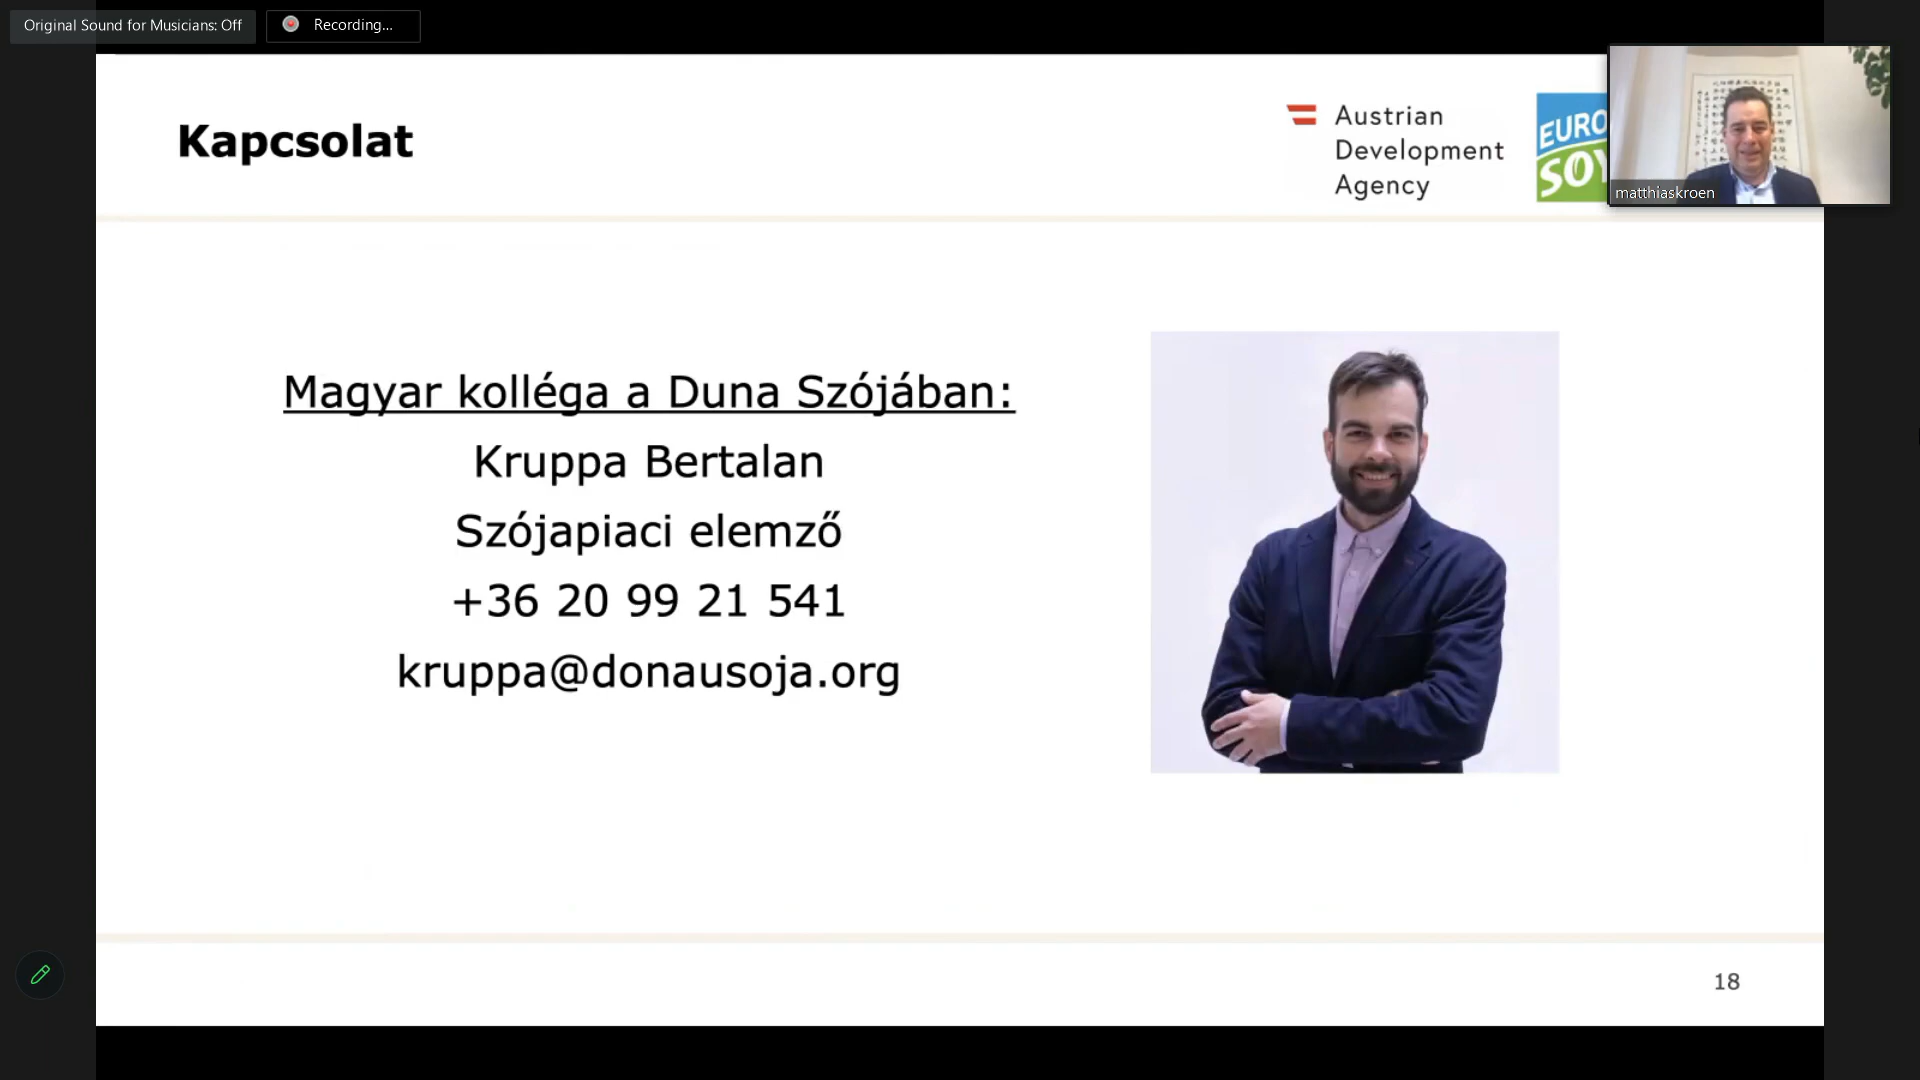 Original Sound for Musicians: Off
Recording...
Kapcsolat
Austrian
Development
Agency
EURO
SOY
matthiaskroen
Magyar kolléga a Duna Szójában:
Kruppa Bertalan
Szójapiaci elemző
+36 20 99 21 541
kruppa@donausoja.org
18